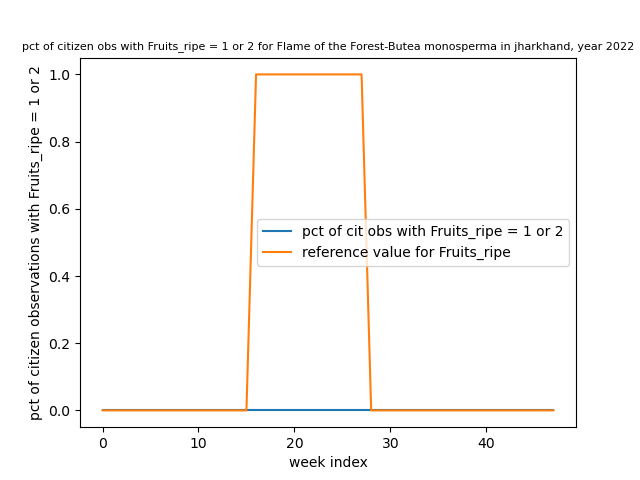 pct of citizen obs with Fruits_ripe = 1 or 2 for Flame of the Forest-Butea monosperma in jharkhand, year 2022
pct of citizen observations with Fruits_ripe = 1 or 2
1.0
0.8
0.6
0.4
0.2
0.0
pct of cit obs with Fruits_ripe = 1 or 2
reference value for Fruits_ripe
0 10 20 30 40
week index